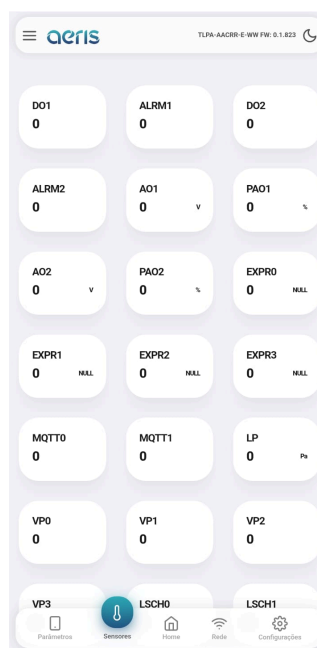 aeris TLPA-AACRR-E-WW FW: 0.1.823
DO1 ALRM1 DO2
0 0 0
ALRM2 AO1 PAO1
0 0 V 0 %
AO2 PAO2 EXPR0
0 V 0 % 0 NULL
EXPR1 EXPR2 EXPR3
0 NULL 0 NULL 0 NULL
MQTT0 MQTT1 LP
0 0 0 Pa
VP0 VP1 VP2
0 0 0
VP3 LSCH0 LSCH1
Parâmetros Sensores Home Rede Configurações